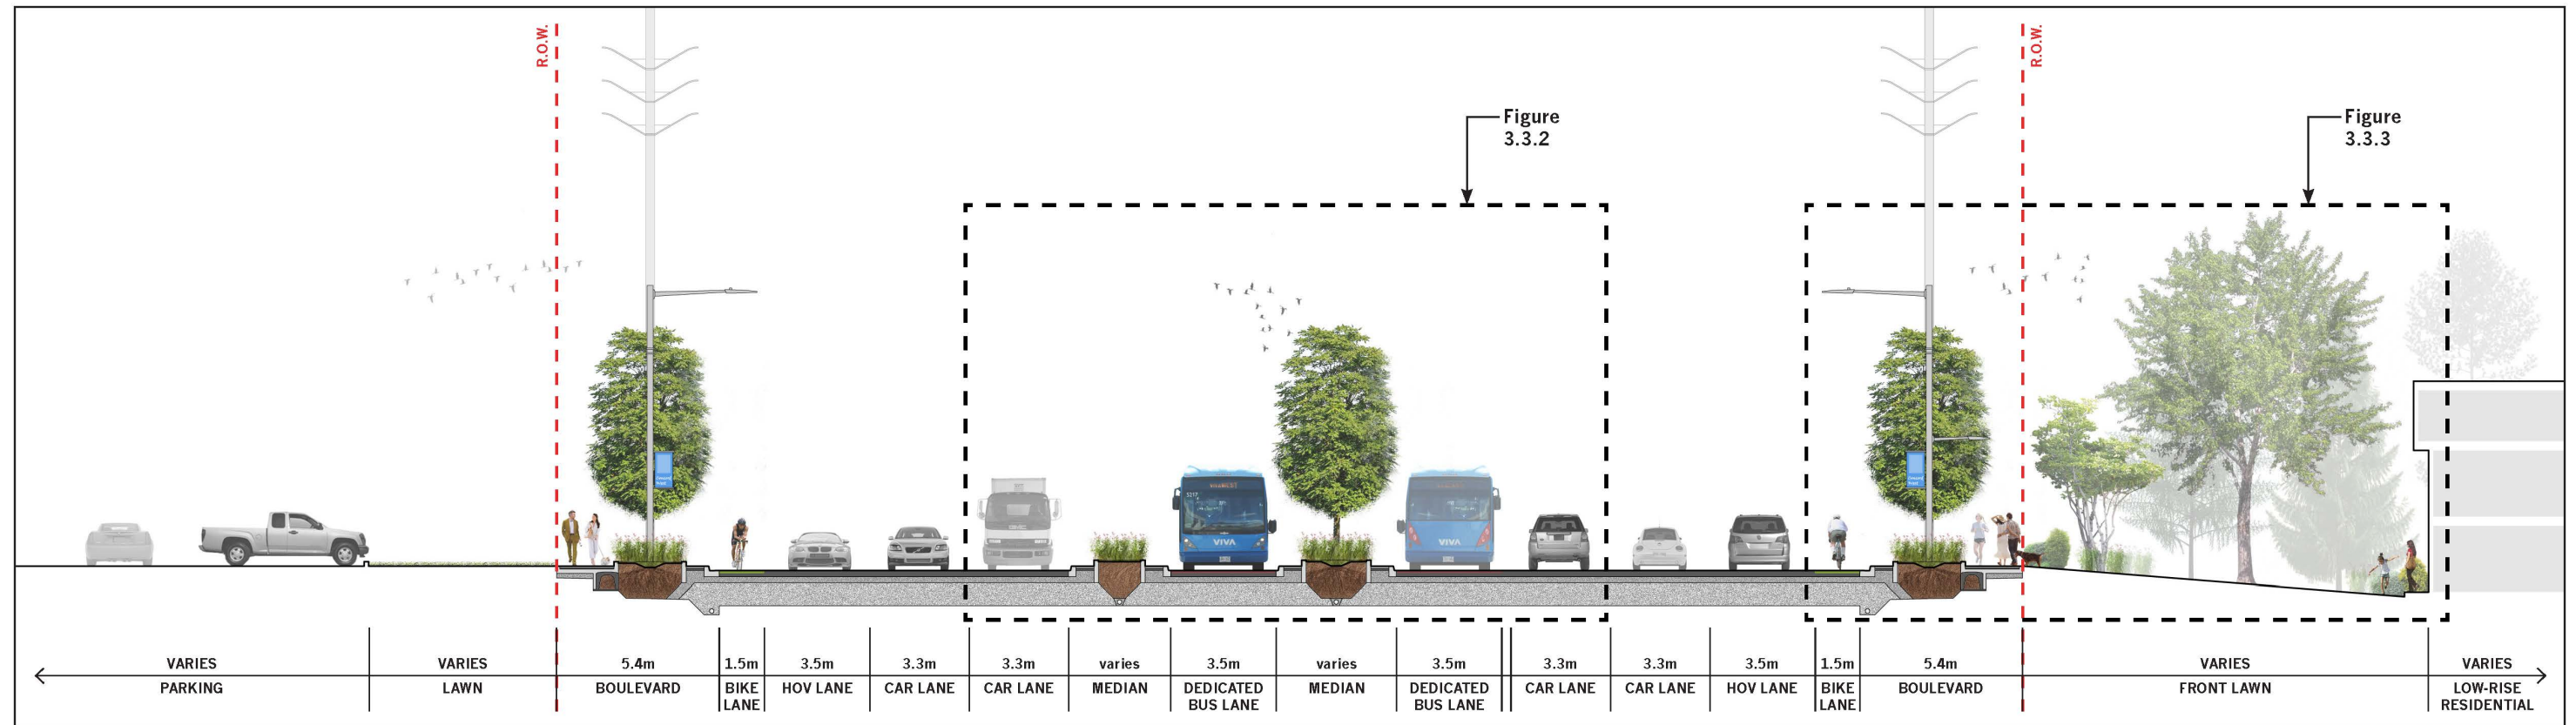 R.O.W.
R.O.W.
Figure
3.3.2
Figure
3.3.3
5217
VIVA
VIVA
VARIES
VARIES
5.4m
1.5m
3.5m
3.3m
3.3m
varies
3.5m
varies
3.5m
3.3m
3.3m
3.5m
1.5m
5.4m
VARIES
VARIES
PARKING
LAWN
BOULEVARD
BIKE
LANE
HOV LANE
CAR LANE
CAR LANE
MEDIAN
DEDICATED
BUS LANE
MEDIAN
DEDICATED
BUS LANE
CAR LANE
CAR LANE
HOV LANE
BIKE
LANE
BOULEVARD
FRONT LAWN
LOW-RISE
RESIDENTIAL